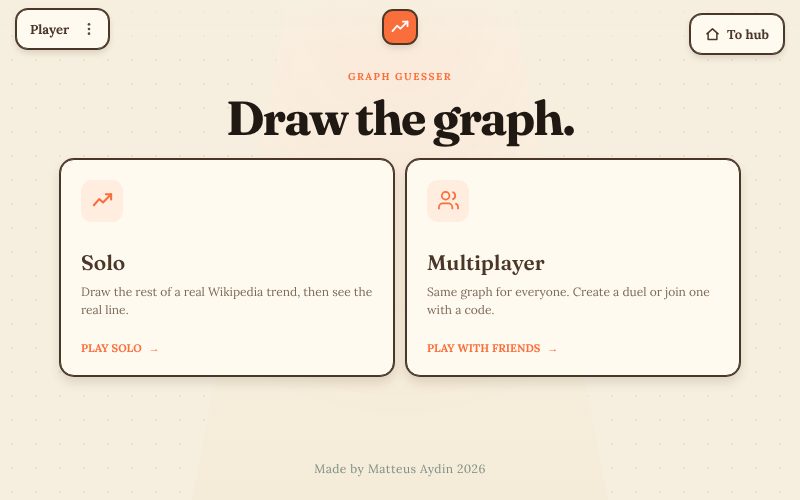 Player
To hub
GRAPH GUESSER
Draw the graph.
Solo
Draw the rest of a real Wikipedia trend, then see the
real line.
PLAY SOLO →
Multiplayer
Same graph for everyone. Create a duel or join one
with a code.
PLAY WITH FRIENDS →
Made by Matteus Aydin 2026